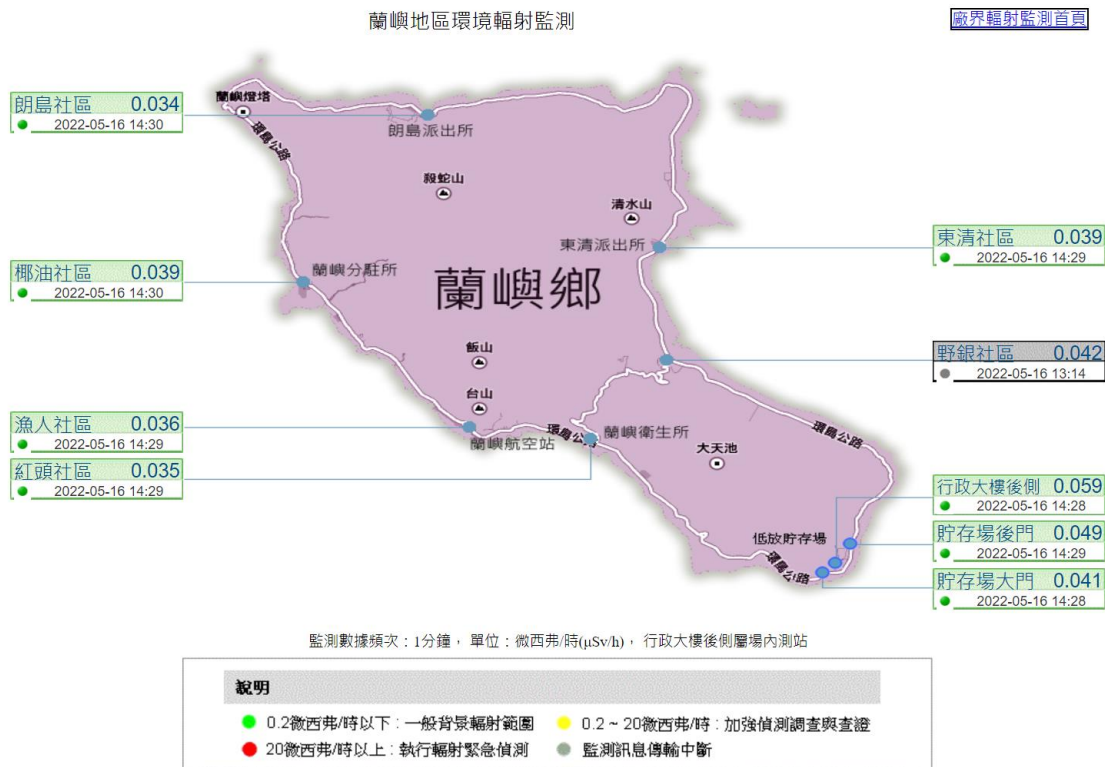 蘭嶼地區環境輻射監測
廠界輻射監測首頁
朗島社區 0.034
2022-05-16 14:30
椰油社區 0.039
2022-05-16 14:30
漁人社區 0.036
2022-05-16 14:29
紅頭社區 0.035
2022-05-16 14:29
蘭嶼燈塔
環島公路
朗島派出所
殺蛇山
清水山
東清派出所
蘭嶼分駐所
蘭嶼鄉
飯山
台山
蘭嶼航空站
環島公路
蘭嶼衛生所
大天池
環島公路
低放貯存場
環島公路
東清社區 0.039
2022-05-16 14:29
野銀社區 0.042
2022-05-16 13:14
行政大樓後側 0.059
2022-05-16 14:28
貯存場後門 0.049
2022-05-16 14:29
貯存場大門 0.041
2022-05-16 14:28
監測數據頻次：1分鐘， 單位：微西弗/時(μSv/h)， 行政大樓後側屬場內測站
說明
0.2微西弗/時以下：一般背景輻射範圍 0.2 ~ 20微西弗/時：加強偵測調查與查證
20微西弗/時以上：執行輻射緊急偵測 監測訊息傳輸中斷